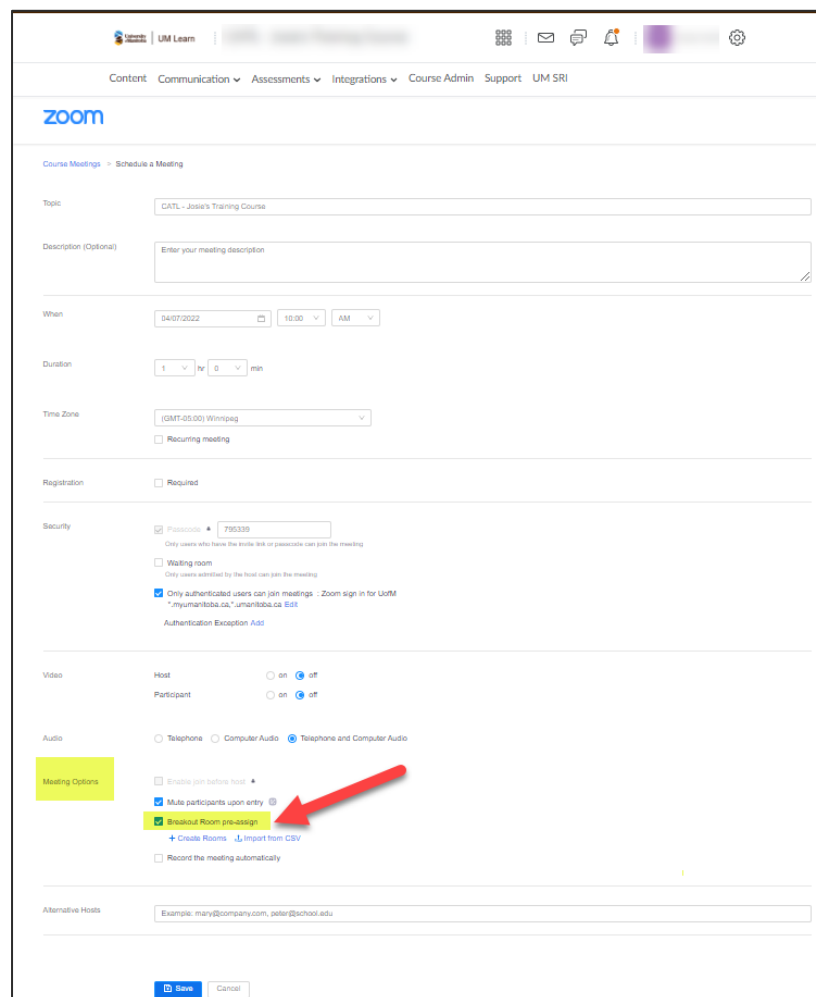 University of Manitoba | UM Learn
Content Communication Assessments Integrations Course Admin Support UM SRI
zoom
Course Meetings > Schedule a Meeting
Topic CATL - Josie's Training Course
Description (Optional) Enter your meeting description
When 04/07/2022 10:00 AM
Duration 1 hr 0 min
Time Zone (GMT-05:00) Winnipeg
Recurring meeting
Registration Required
Security Passcode 795339
Only users who have the invite link or passcode can join the meeting
Waiting room
Only users admitted by the host can join the meeting
Only authenticated users can join meetings : Zoom sign in for UofM
*.myumanitoba.ca,*.umanitoba.ca Edit
Authentication Exception Add
Video Host on off
Participant on off
Audio Telephone Computer Audio Telephone and Computer Audio
Meeting Options Enable join before host
Mute participants upon entry
Breakout Room pre-assign
+ Create Rooms Import from CSV
Record the meeting automatically
Alternative Hosts Example: mary@company.com, peter@school.edu
Save Cancel